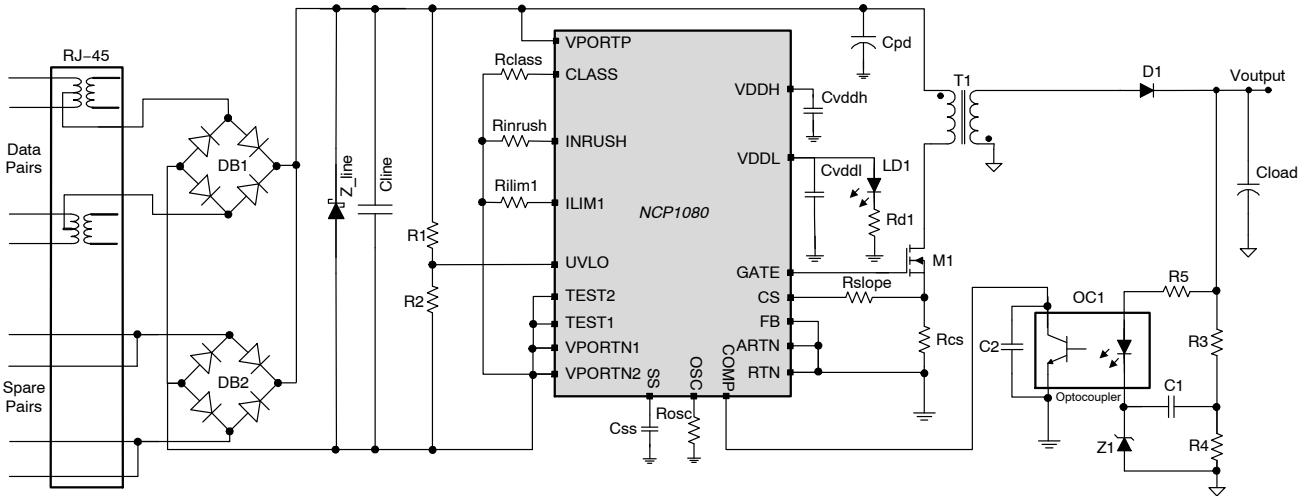 RJ-45
Data
Pairs
Spare
Pairs
DB1
DB2
Z_line
Cline
R1
R2
Rclass
Rinrush
Rilim1
VPORTP
CLASS
INRUSH
ILIM1
UVLO
TEST2
TEST1
VPORTN1
VPORTN2
NCP1080
VDDH
VDDL
GATE
CS
FB
ARTN
RTN
SS
OSC
COMP
Css
Rosc
Cpd
Cvddh
Cvddl
LD1
Rd1
M1
Rslope
Rcs
T1
D1
Voutput
Cload
R5
OC1
C2
R3
Optocoupler
C1
Z1
R4